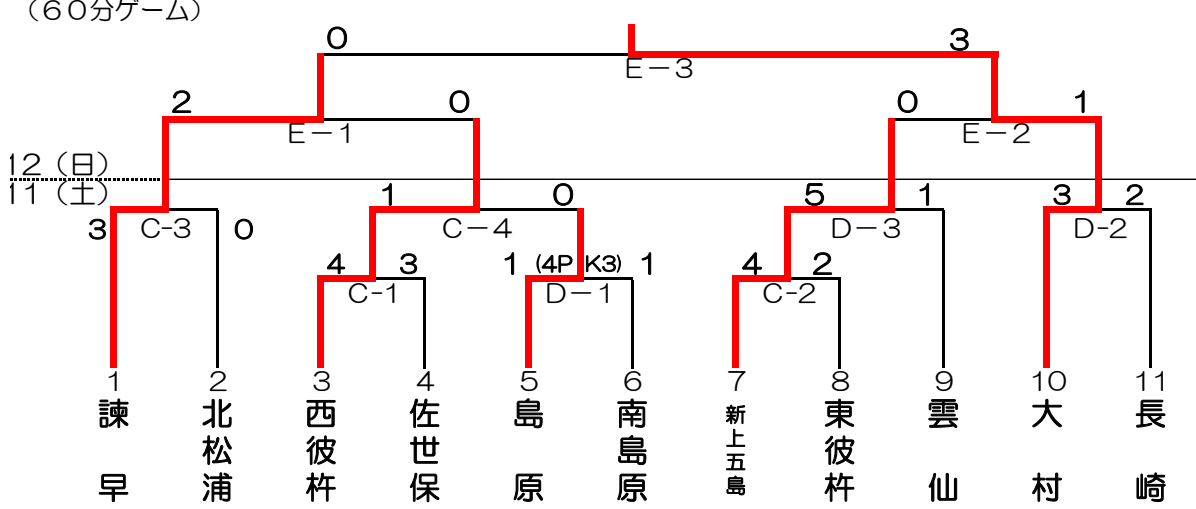 （６０分ゲーム）
0 3
E－3
2 0 0 1
E－1 E－2
12（日）
11（土）
1 0 5 1 3 2
3 C-3 0 C－4 D－3 D-2
4 3 1 (4P K3) 1 4 2
C-1 D－1 C-2
1 2 3 4 5 6 7 8 9 10 11
諫早
北松浦
西彼杵
佐世保
島原
南島原
新上五島
東彼杵
雲仙
大村
長崎